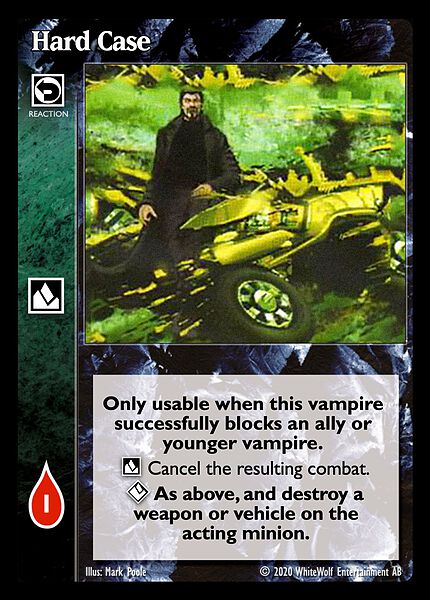 Hard Case
REACTION
Only usable when this vampire
successfully blocks an ally or
younger vampire.
Cancel the resulting combat.
As above, and destroy a
weapon or vehicle on the
acting minion.
1
Illus: Mark Poole
© 2020 WhiteWolf Entertainment AB